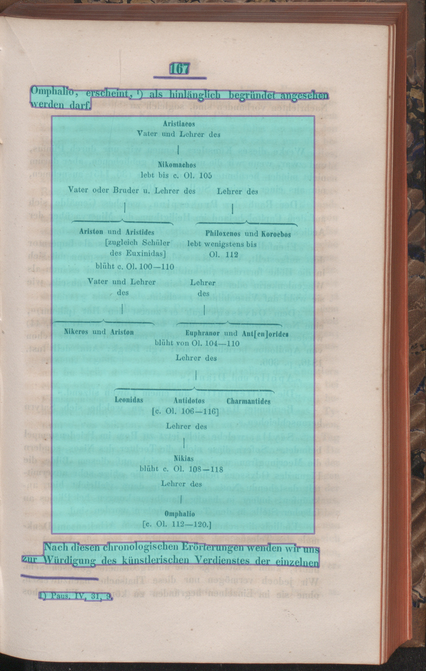 167
Omphalio, erscheint, ¹) als hinlänglich begründet angesehen
werden darf.
Aristiaeos
Vater und Lehrer des
Nikomachos
lebt bis c. Ol. 105
Vater oder Bruder u. Lehrer des Lehrer des
Ariston und Aristides Philoxenos und Korœbos
[zugleich Schüler lebt wenigstens bis
des Euxinidas] Ol. 112
blüht c. Ol. 100—110
Vater und Lehrer Lehrer
des des
Nikeros und Ariston Euphranor und Ant[en]orides
blüht von Ol. 104—110
Lehrer des
Leonidas Antidotos Charmantides
[c. Ol. 106—116]
Lehrer des
Nikias
blüht c. Ol. 108—118
Lehrer des
Omphalio
[c. Ol. 112—120.]
Nach diesen chronologischen Erörterungen wenden wir uns
zur Würdigung des künstlerischen Verdienstes der einzelnen
¹) Paus. IV, 31,